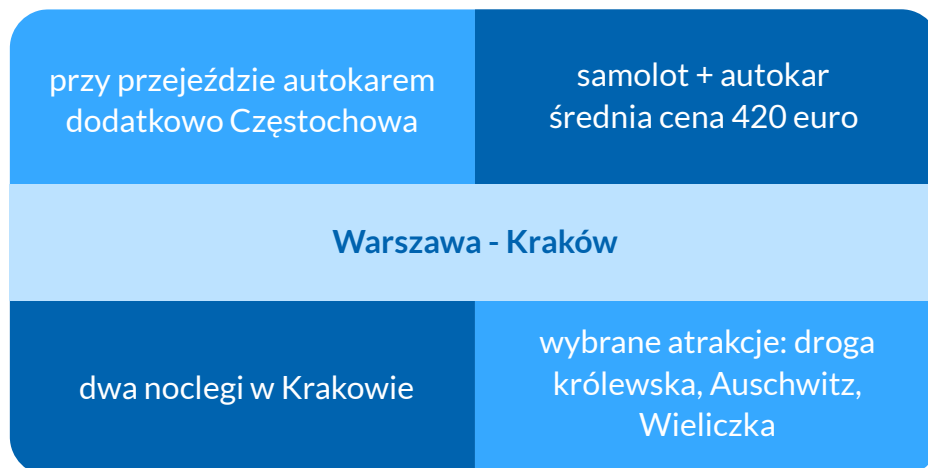 przy przejeździe autokarem
dodatkowo Częstochowa
samolot + autokar
średnia cena 420 euro
Warszawa - Kraków
dwa noclegi w Krakowie
wybrane atrakcje: droga
królewska, Auschwitz,
Wieliczka